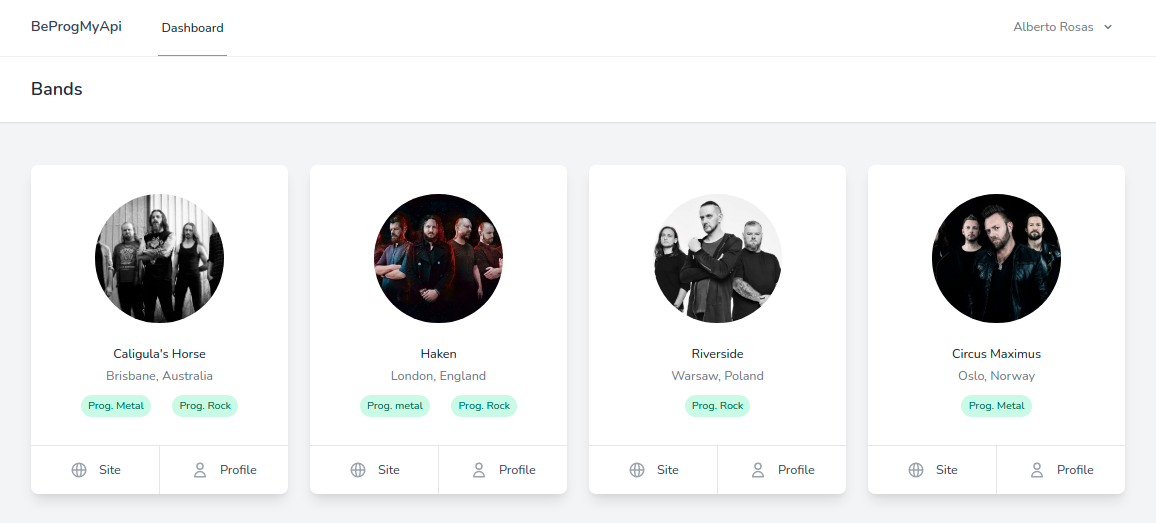 BeProgMyApi Dashboard Alberto Rosas
Bands
Caligula's Horse
Brisbane, Australia
Prog. Metal Prog. Rock
Site Profile
Haken
London, England
Prog. metal Prog. Rock
Site Profile
Riverside
Warsaw, Poland
Prog. Rock
Site Profile
Circus Maximus
Oslo, Norway
Prog. Metal
Site Profile